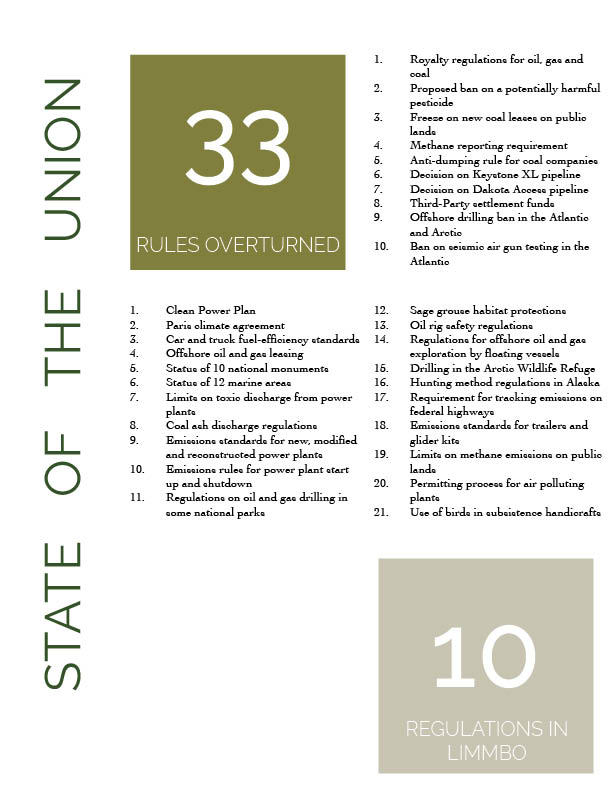 STATE OF THE UNION
33
RULES OVERTURNED
1. Royalty regulations for oil, gas and
coal
2. Proposed ban on a potentially harmful
pesticide
3. Freeze on new coal leases on public
lands
4. Methane reporting requirement
5. Anti-dumping rule for coal companies
6. Decision on Keystone XL pipeline
7. Decision on Dakota Access pipeline
8. Third-Party settlement funds
9. Offshore drilling ban in the Atlantic
and Arctic
10. Ban on seismic air gun testing in the
Atlantic
1. Clean Power Plan
2. Paris climate agreement
3. Car and truck fuel-efficiency standards
4. Offshore oil and gas leasing
5. Status of 10 national monuments
6. Status of 12 marine areas
7. Limits on toxic discharge from power
plants
8. Coal ash discharge regulations
9. Emissions standards for new, modified
and reconstructed power plants
10. Emissions rules for power plant start
up and shutdown
11. Regulations on oil and gas drilling in
some national parks
12. Sage grouse habitat protections
13. Oil rig safety regulations
14. Regulations for offshore oil and gas
exploration by floating vessels
15. Drilling in the Arctic Wildlife Refuge
16. Hunting method regulations in Alaska
17. Requirement for tracking emissions on
federal highways
18. Emissions standards for trailers and
glider kits
19. Limits on methane emissions on public
lands
20. Permitting process for air polluting
plants
21. Use of birds in subsistence handicrafts
10
REGULATIONS IN
LIMMBO